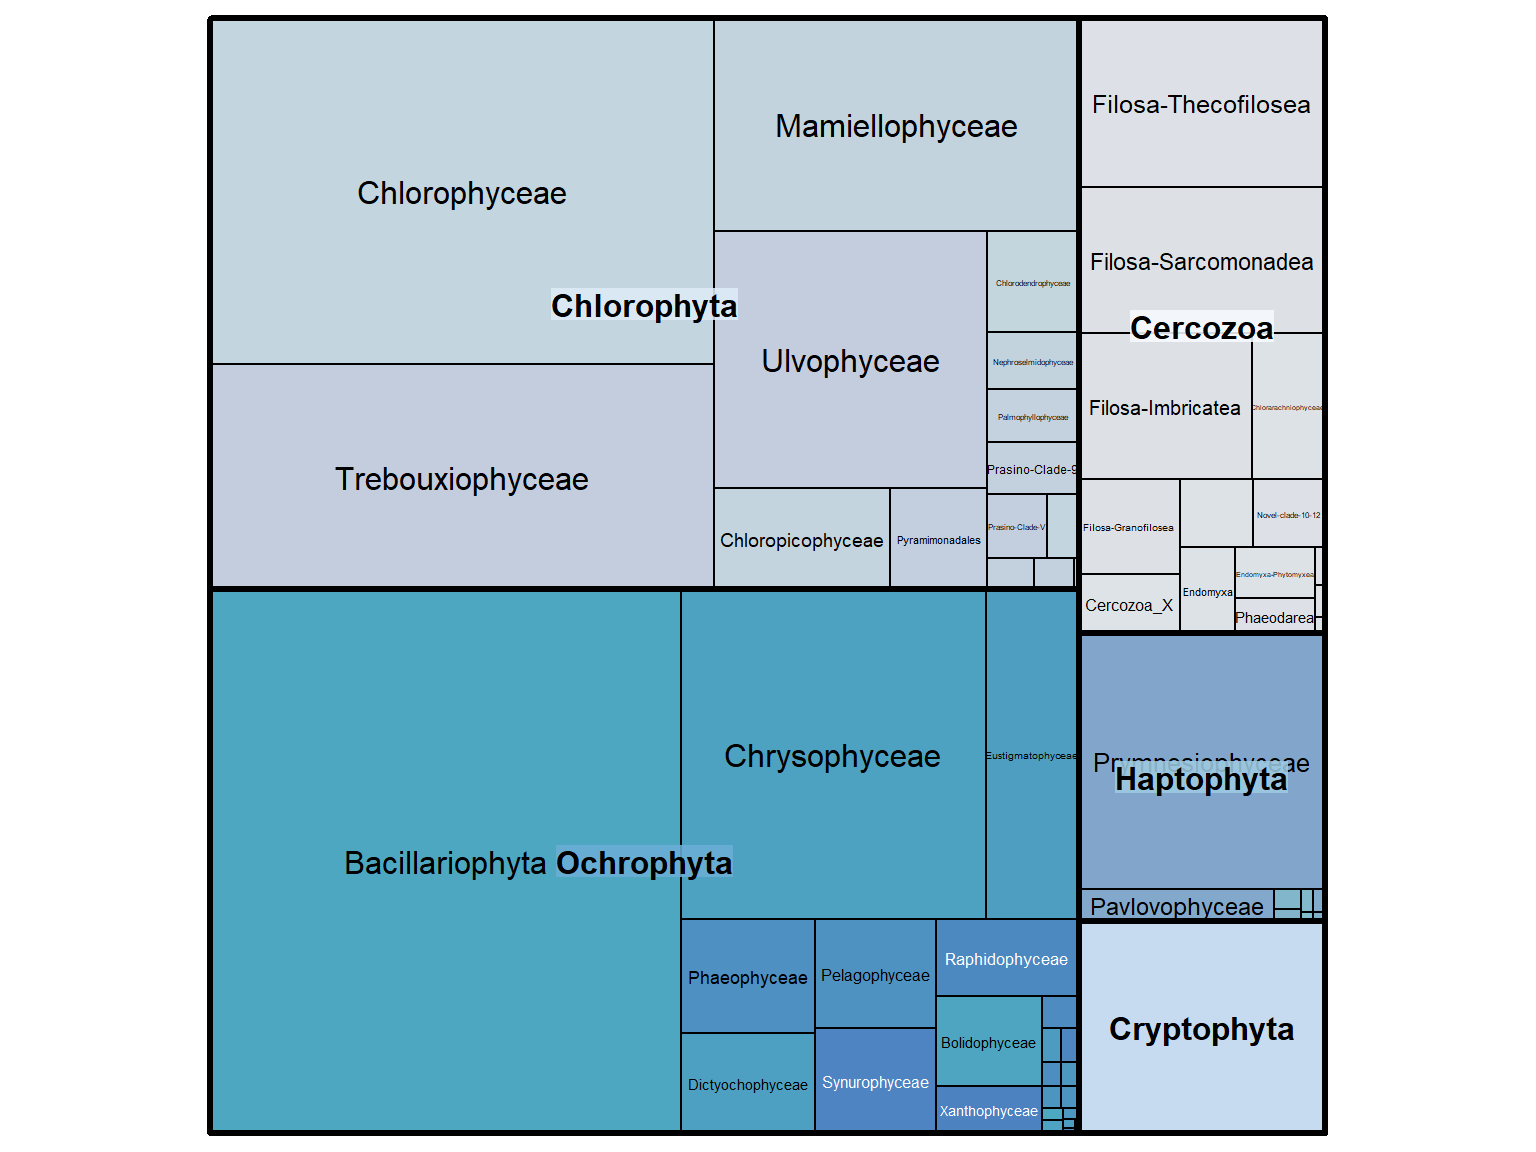 Chlorophyceae
Mamiellophyceae
Chlorophyta
Trebouxiophyceae
Ulvophyceae
Chlorodendrophyceae
Nephroselmidophyceae
Palmophyllophyceae
Prasino-Clade-9
Chloropicophyceae
Pyramimonadales
Prasino-Clade-V
Filosa-Thecofilosea
Filosa-Sarcomonadea
Cercozoa
Filosa-Imbricatea
Chlorarachniophyceae
Filosa-Granofilosea
Novel-clade-10-12
Cercozoa_X
Endomyxa
Endomyxa-Phytomyxea
Phaeodarea
Bacillariophyta
Ochrophyta
Chrysophyceae
Eustigmatophyceae
Phaeophyceae
Pelagophyceae
Raphidophyceae
Dictyochophyceae
Synurophyceae
Bolidophyceae
Xanthophyceae
Prymnesiophyceae
Haptophyta
Pavlovophyceae
Cryptophyta